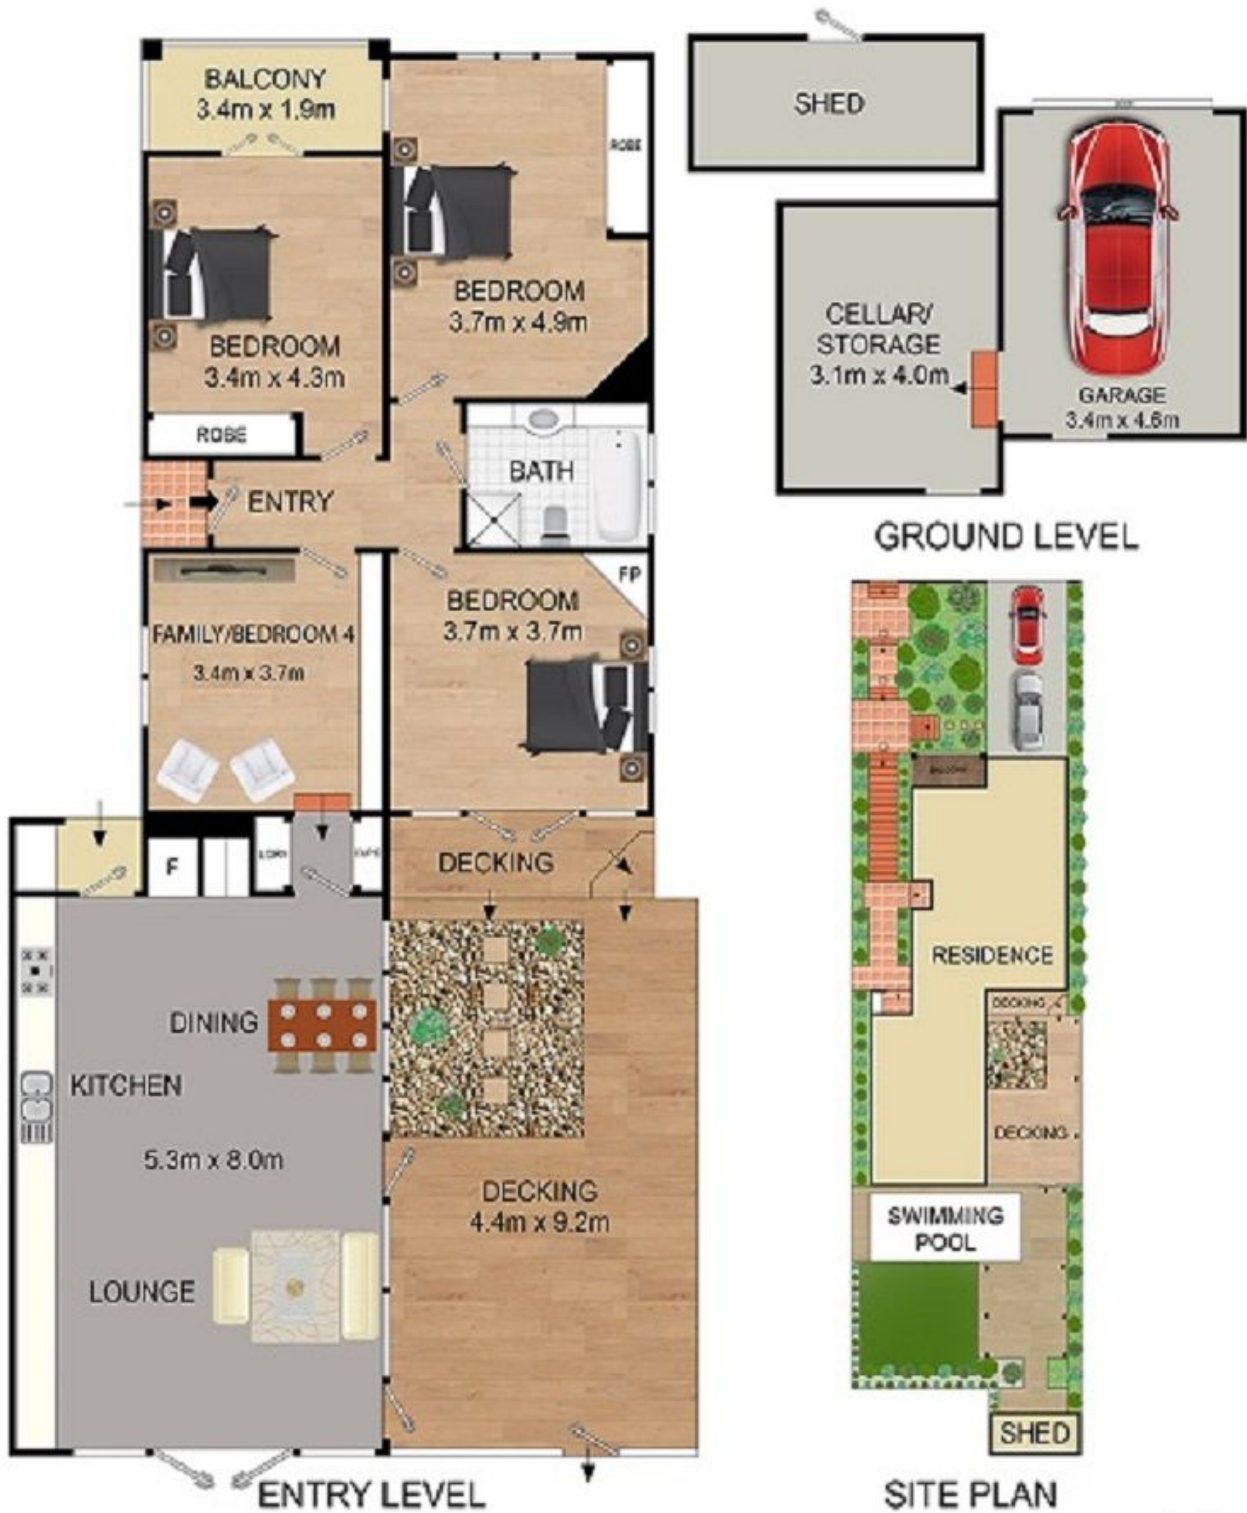 BALCONY
3.4m x 1.9m
ROBE
BEDROOM
3.7m x 4.9m
BEDROOM
3.4m x 4.3m
ROBE
BATH
ENTRY
FP
BEDROOM
3.7m x 3.7m
FAMILY/BEDROOM 4
3.4m x 3.7m
F
DECKING
DINING
KITCHEN
5.3m x 8.0m
DECKING
4.4m x 9.2m
LOUNGE
ENTRY LEVEL
SHED
CELLAR/
STORAGE
3.1m x 4.0m
GARAGE
3.4m x 4.6m
GROUND LEVEL
RESIDENCE
DECKING
DECKING
SWIMMING
POOL
SHED
SITE PLAN